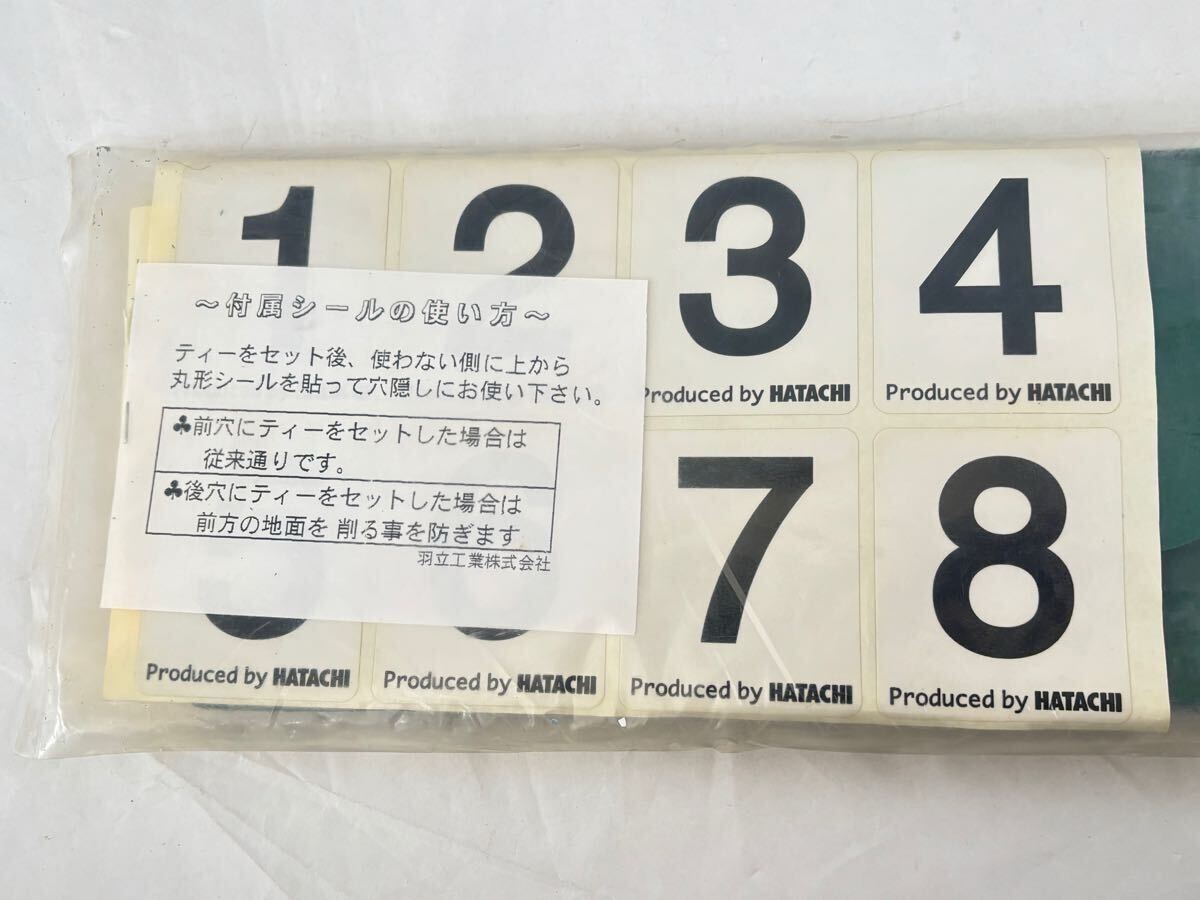 1 2 3 4
Produced by HATACHI Produced by HATACHI
～付属シールの使い方～
ティーをセット後、使わない側に上から
丸形シールを貼って穴隠しにお使い下さい。
♣前穴にティーをセットした場合は
従来通りです。
♣後穴にティーをセットした場合は
前方の地面を 削る事を防ぎます
羽立工業株式会社
7 8
Produced by HATACHI Produced by HATACHI Produced by HATACHI Produced by HATACHI